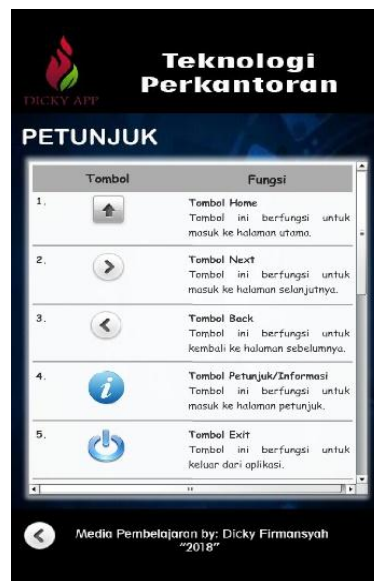 DICKY APP
Teknologi
Perkantoran
PETUNJUK
Tombol Fungsi
1. Tombol Home
Tombol ini berfungsi untuk
masuk ke halaman utama.
2. Tombol Next
Tombol ini berfungsi untuk
masuk ke halaman selanjutnya.
3. Tombol Back
Tombol ini berfungsi untuk
kembali ke halaman sebelumnya.
4. Tombol Petunjuk/Informasi
Tombol ini berfungsi untuk
masuk ke halaman petunjuk.
5. Tombol Exit
Tombol ini berfungsi untuk
keluar dari aplikasi.
Media Pembelajaran by: Dicky Firmansyah
"2018"